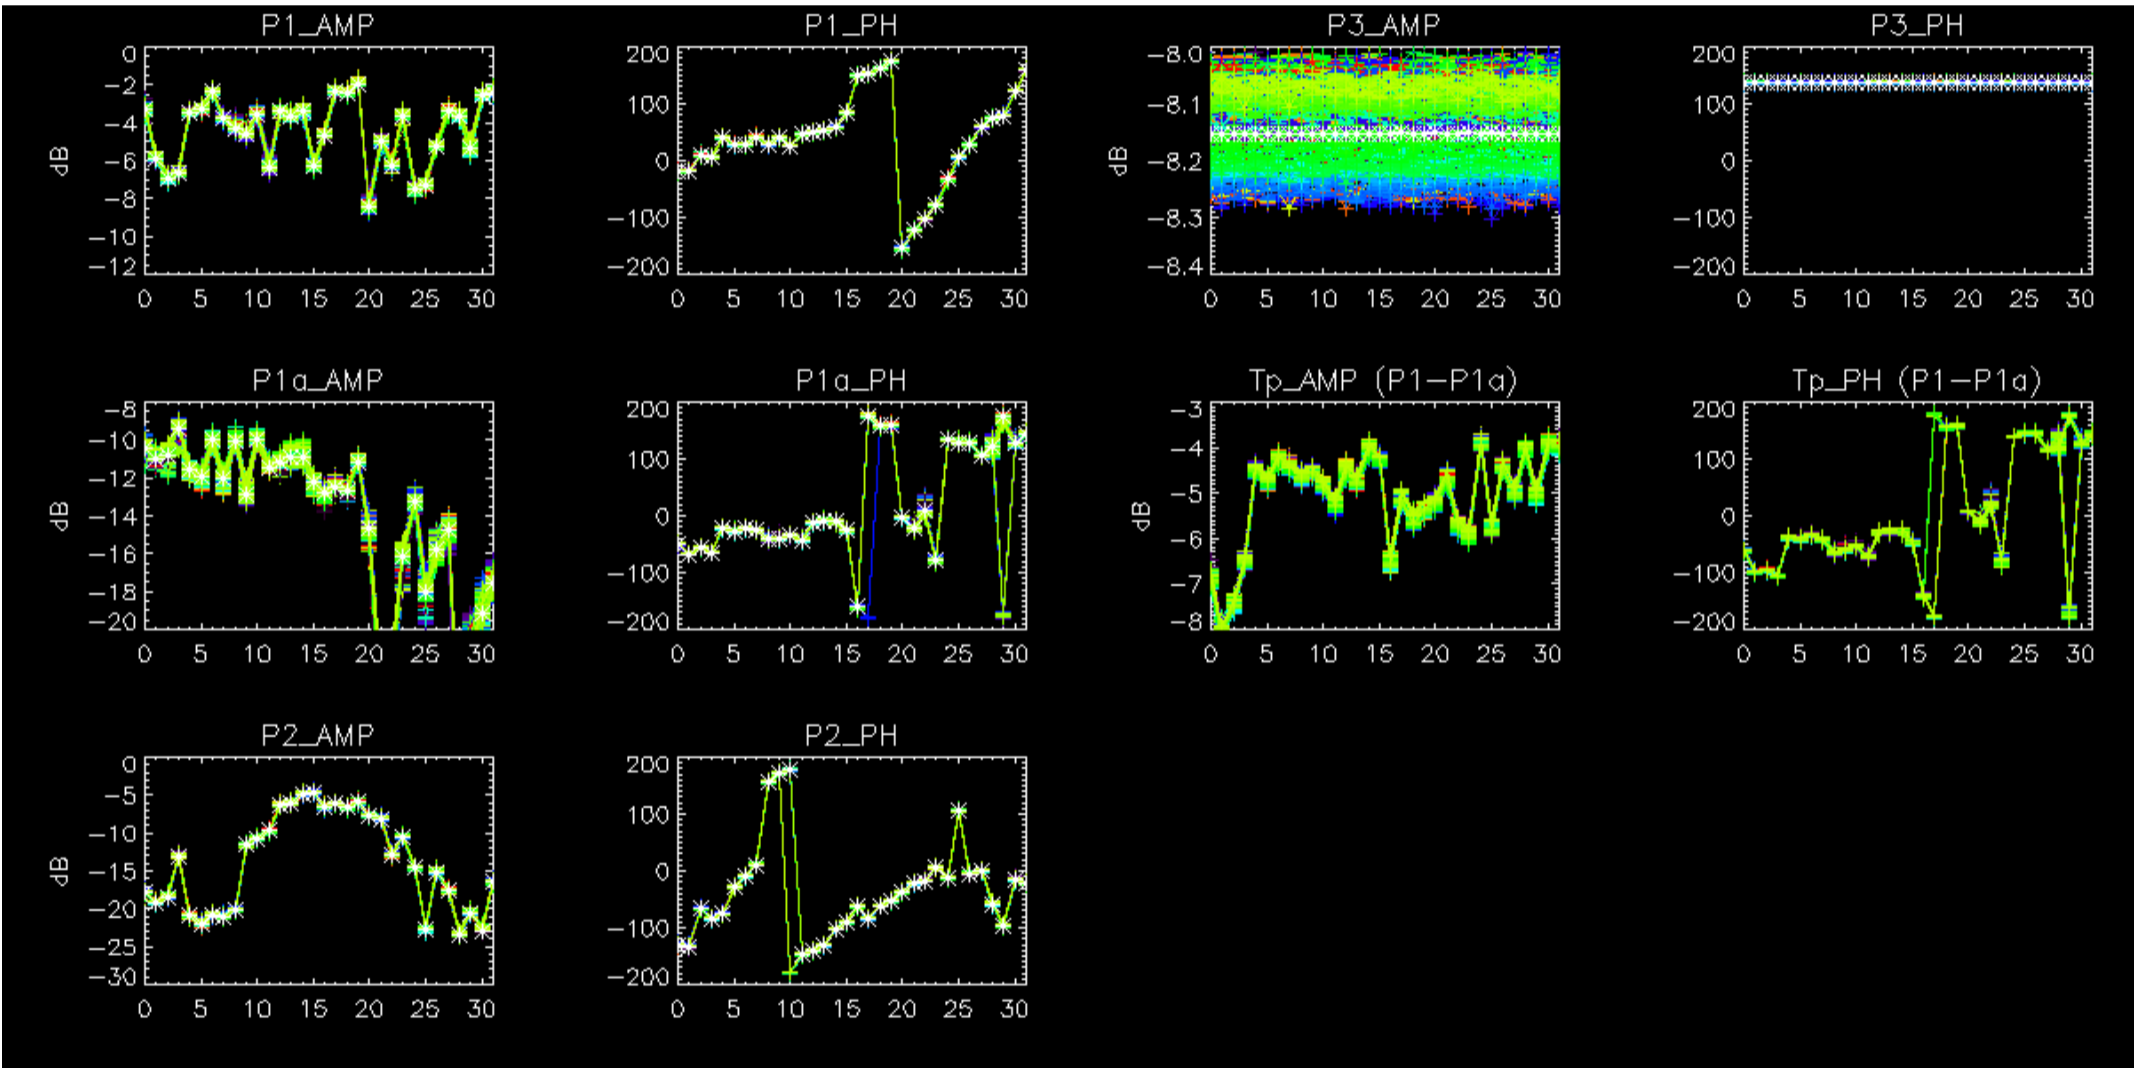 P1_AMP
0
−2
−4
−6
−8
−10
−12
dB
0 5 10 15 20 25 30
P1_PH
200
100
0
−100
−200
0 5 10 15 20 25 30
P3_AMP
−8.0
−8.1
−8.2
−8.3
−8.4
dB
0 5 10 15 20 25 30
P3_PH
200
100
0
−100
−200
0 5 10 15 20 25 30
P1a_AMP
−8
−10
−12
−14
−16
−18
−20
dB
0 5 10 15 20 25 30
P1a_PH
200
100
0
−100
−200
0 5 10 15 20 25 30
Tp_AMP (P1−P1a)
−3
−4
−5
−6
−7
−8
dB
0 5 10 15 20 25 30
Tp_PH (P1−P1a)
200
100
0
−100
−200
0 5 10 15 20 25 30
P2_AMP
0
−5
−10
−15
−20
−25
−30
dB
0 5 10 15 20 25 30
P2_PH
200
100
0
−100
−200
0 5 10 15 20 25 30